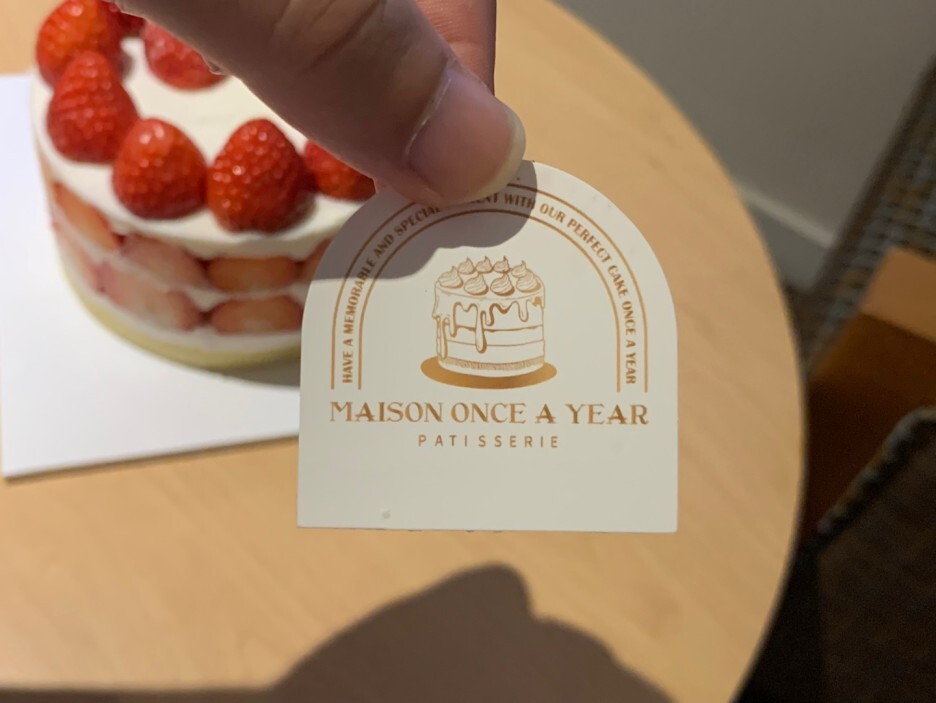 HAVE A MEMORABLE AND SPECIAL WITH OUR PERFECT CAKE ONCE A YEAR
MAISON ONCE A YEAR
PATISSERIE